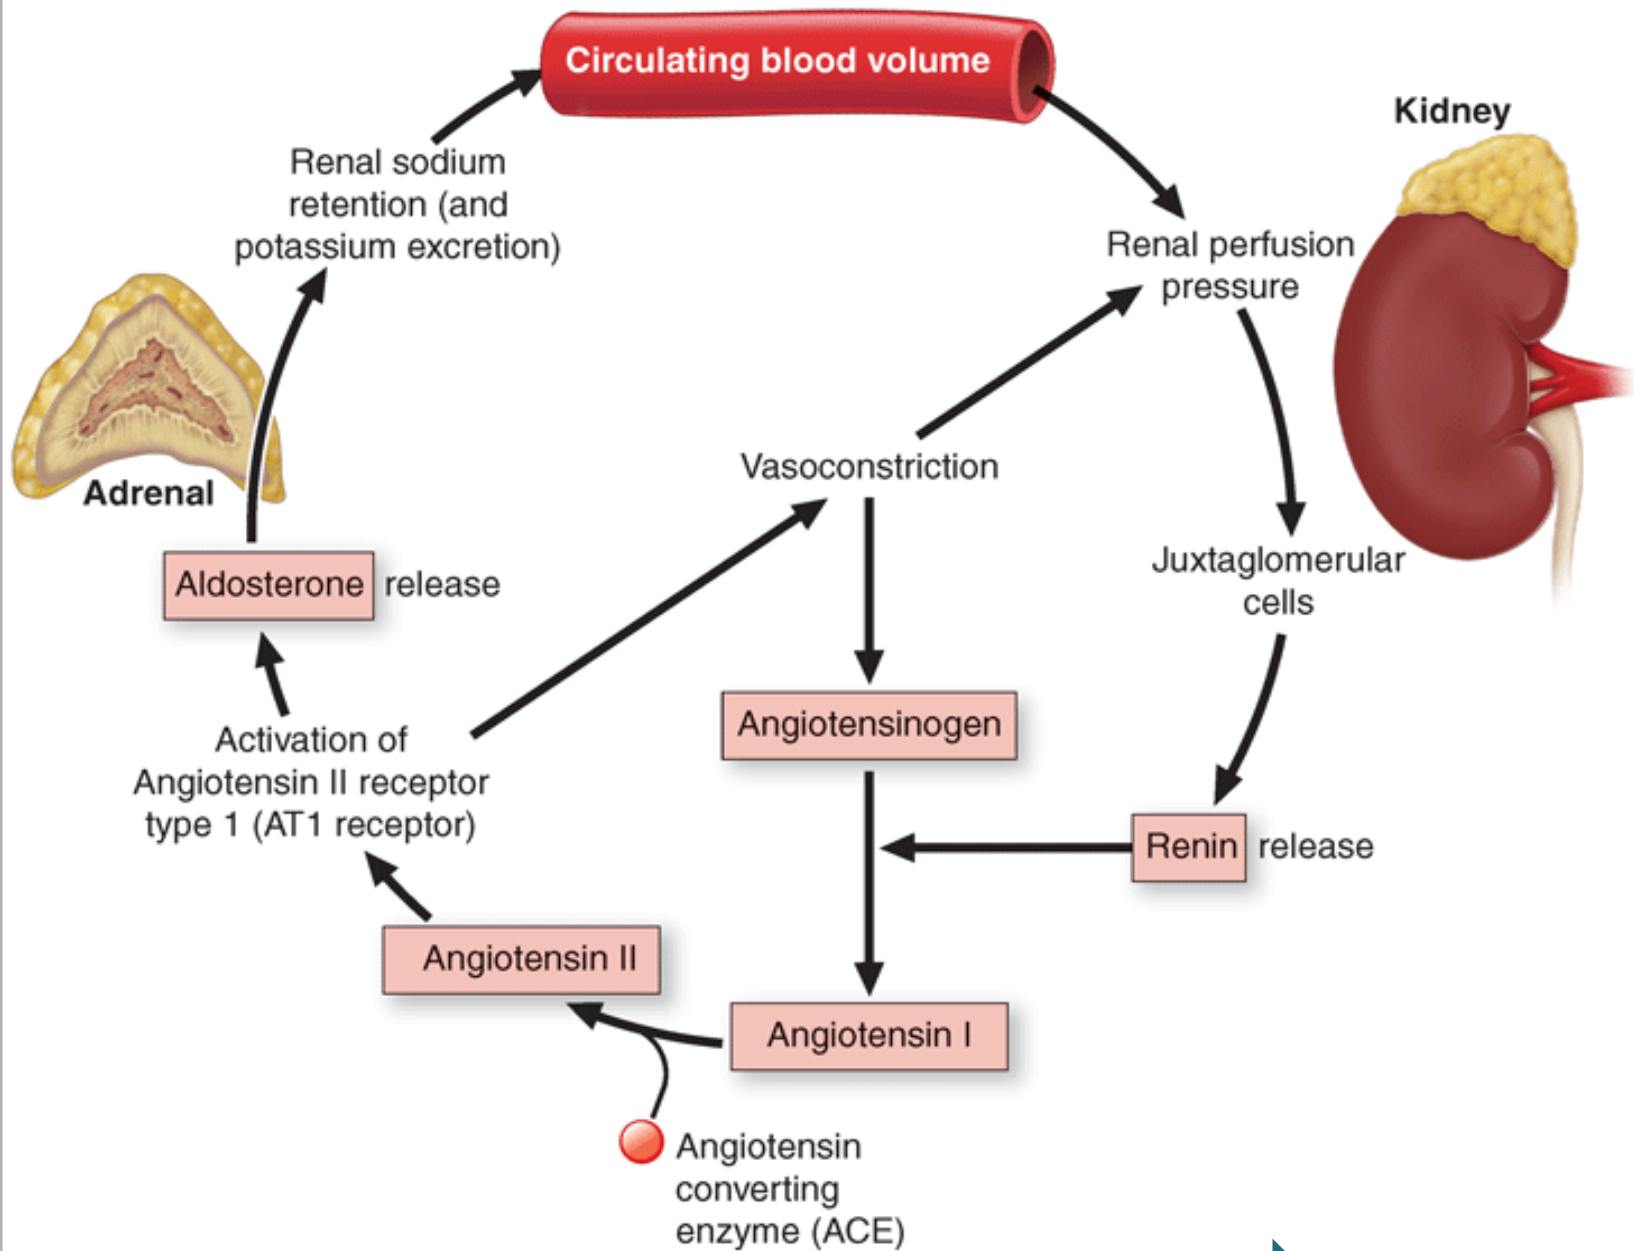 Circulating blood volume
Kidney
Renal sodium
retention (and
potassium excretion)
Renal perfusion
pressure
Adrenal
Vasoconstriction
Juxtaglomerular
cells
Aldosterone release
Angiotensinogen
Activation of
Angiotensin II receptor
type 1 (AT1 receptor)
Renin release
Angiotensin II
Angiotensin I
Angiotensin
converting
enzyme (ACE)